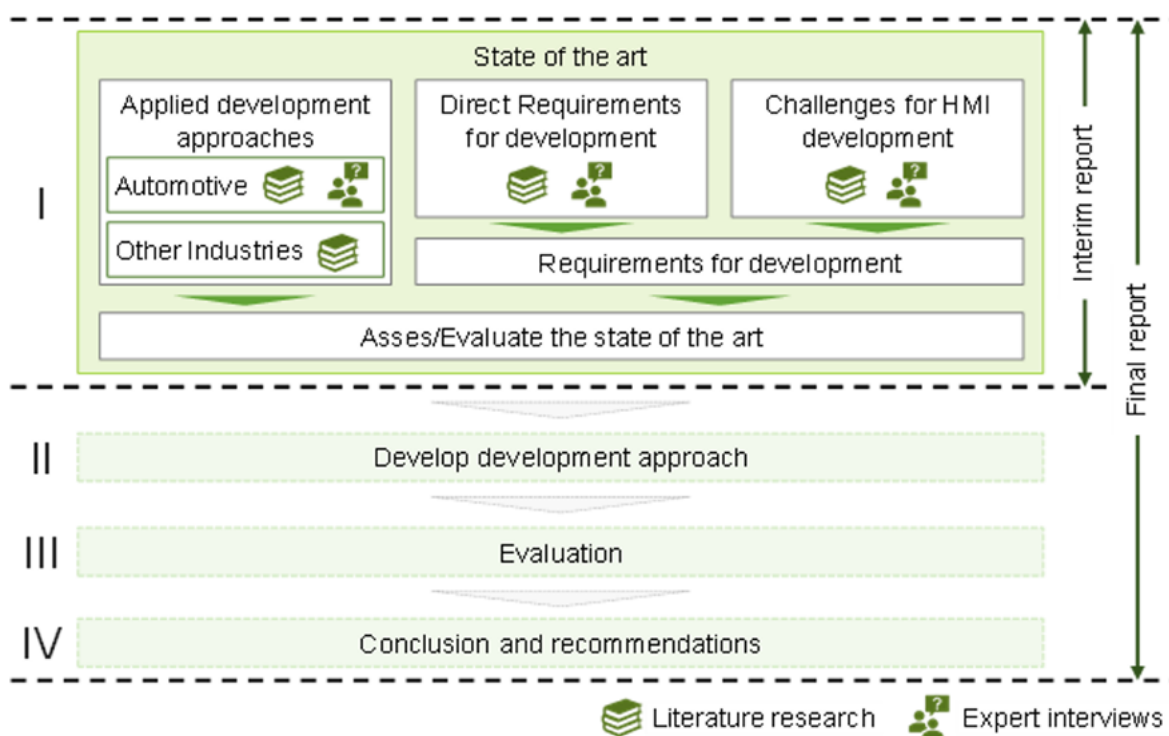 State of the art
Applied development
approaches
Automotive
Other Industries
Direct Requirements
for development
Challenges for HMI
development
Requirements for development
Asses/Evaluate the state of the art
I
Interim report
Final report
II
Develop development approach
III
Evaluation
IV
Conclusion and recommendations
Literature research
Expert interviews